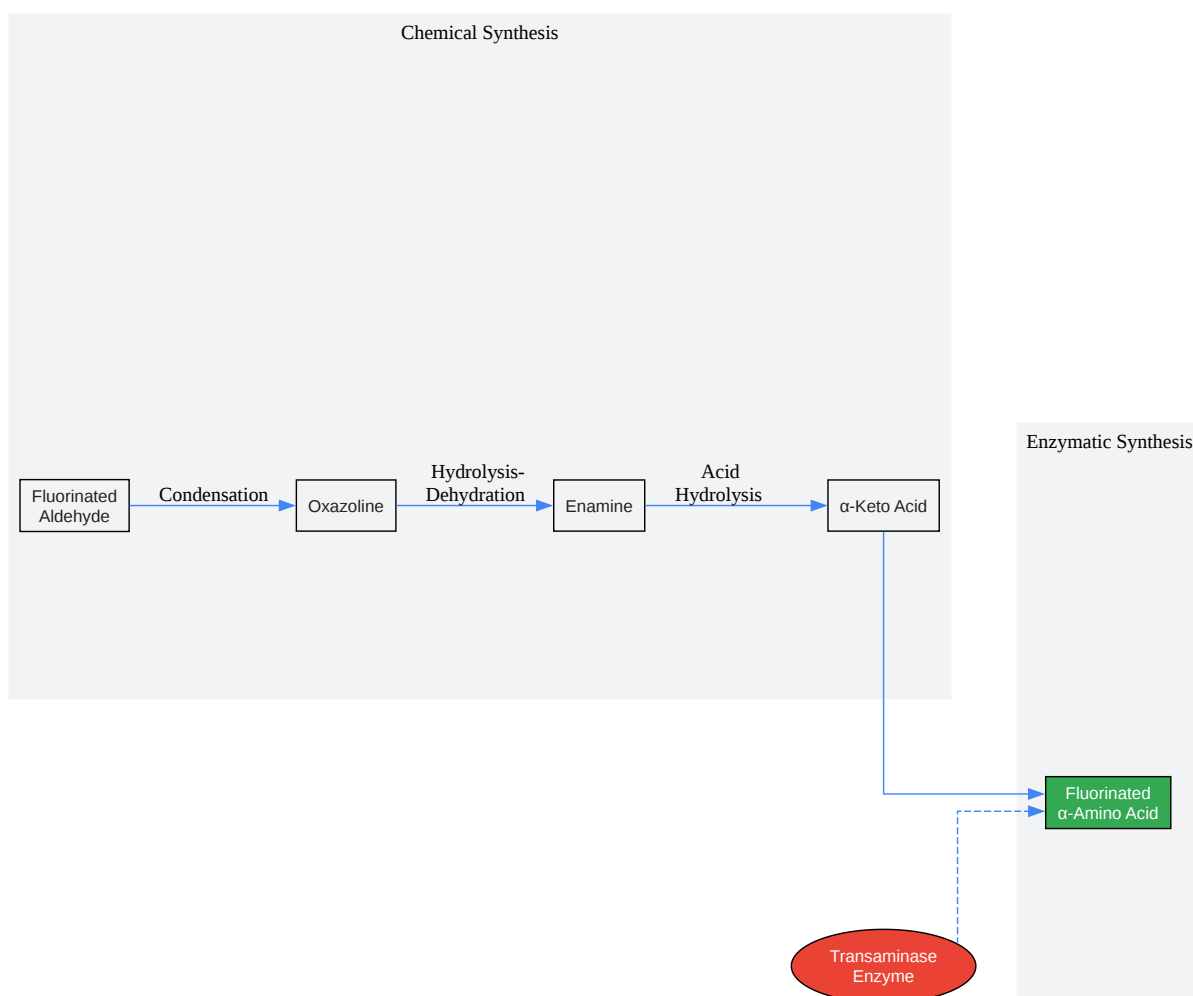 Chemical Synthesis
Fluorinated
Aldehyde
Condensation
Oxazoline
Hydrolysis-
Dehydration
Enamine
Acid
Hydrolysis
α-Keto Acid
Enzymatic Synthesis
Fluorinated
α-Amino Acid
Transaminase
Enzyme